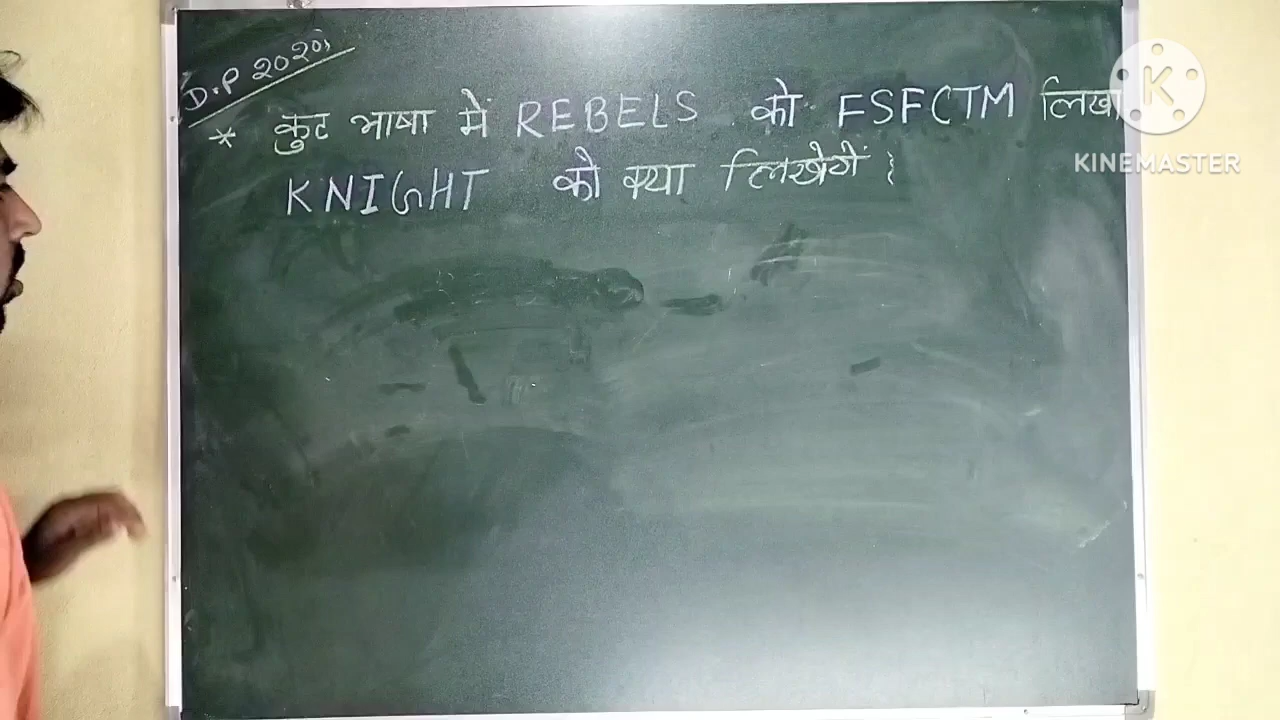 D.P 2020
* कुट भाषा में REBELS को FSFCTM लिखा
KNIGHT को क्या लिखेगें ?
K
KINEMASTER